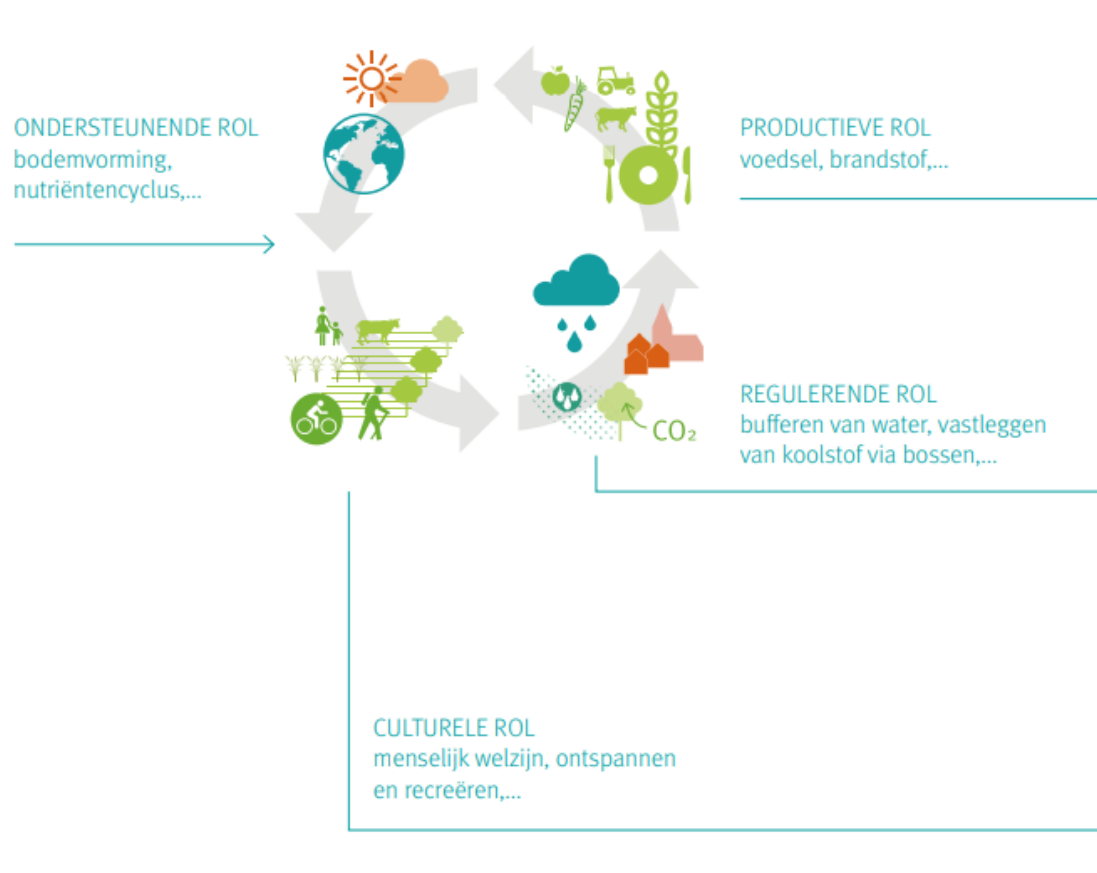 ONDERSTEUNENDE ROL
bodemvorming,
nutriëntencyclus,...
PRODUCTIEVE ROL
voedsel, brandstof,...
CO₂
REGULERENDE ROL
bufferen van water, vastleggen
van koolstof via bossen,...
CULTURELE ROL
menselijk welzijn, ontspannen
en recreëren,...